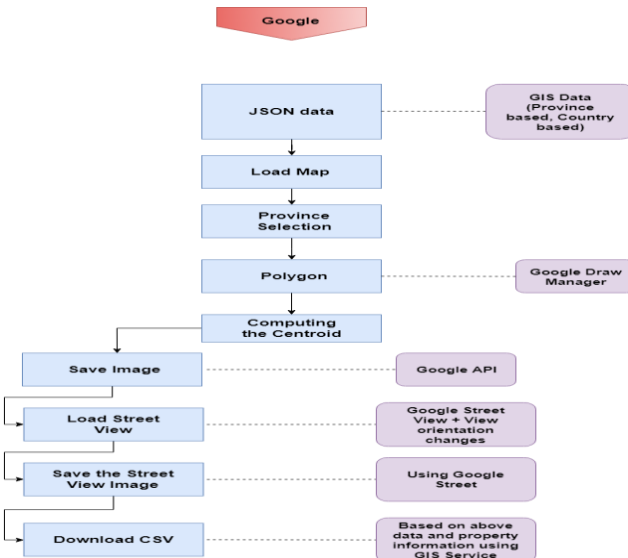 Google
JSON data
GIS Data
(Province
based, Country
based)
Load Map
Province
Selection
Polygon
Google Draw
Manager
Computing
the Centroid
Save Image
Google API
Load Street
View
Google Street
View + View
orientation
changes
Save the Street
View Image
Using Google
Street
Download CSV
Based on above
data and property
information using
GIS Service